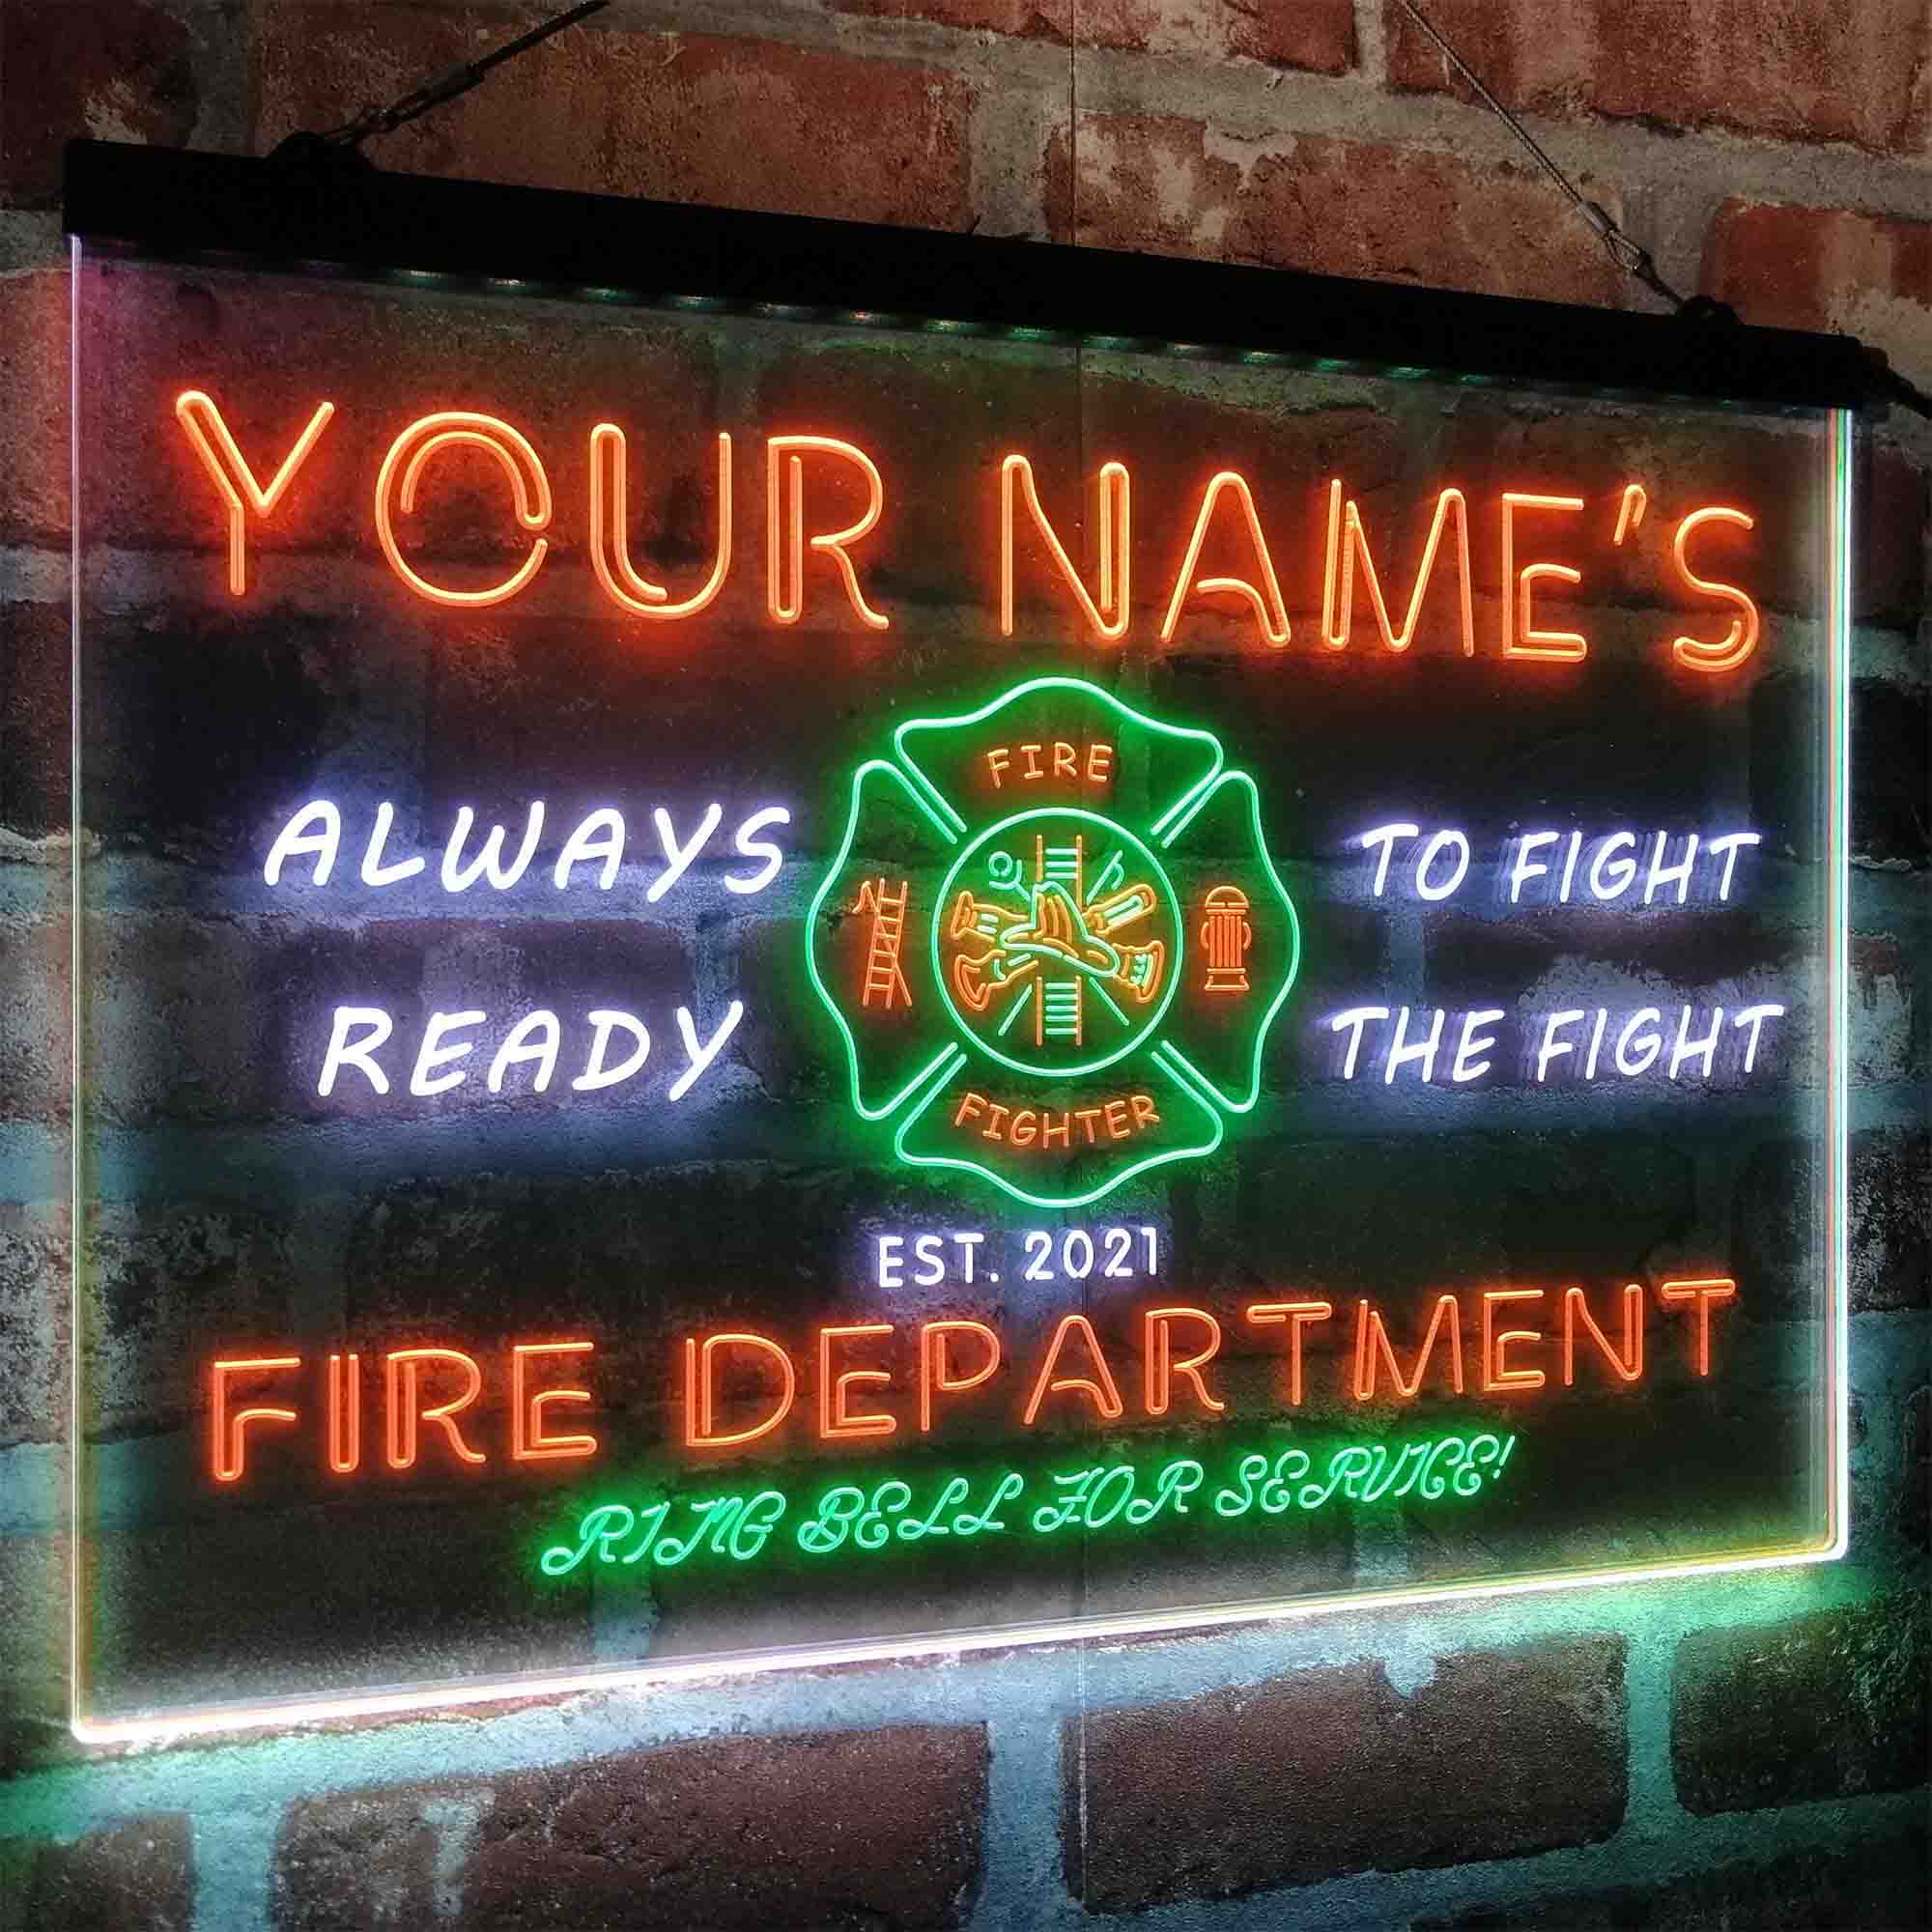 YOUR NAME'S
FIRE
ALWAYS
READY
TO FIGHT
THE FIGHT
FIGHTER
EST. 2021
FIRE DEPARTMENT
RING BELL FOR SERVICE!